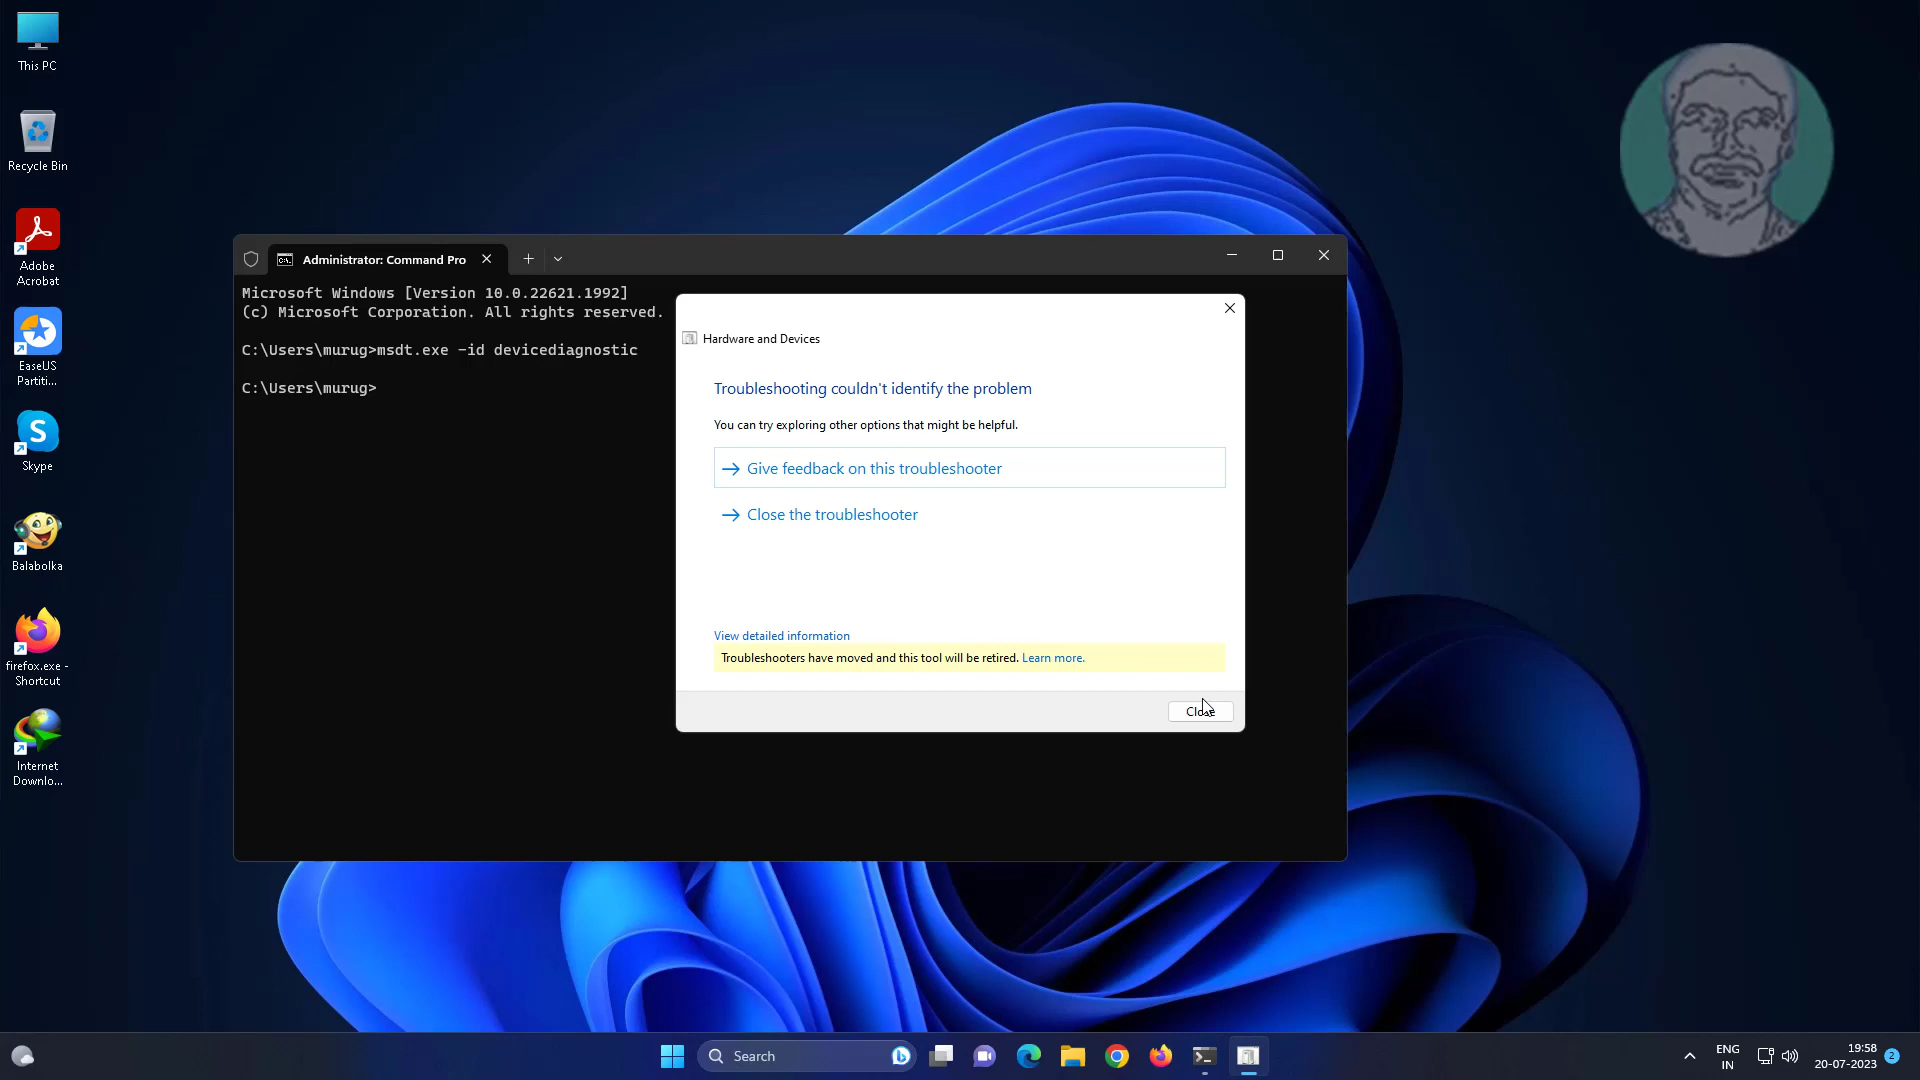 This PC
Recycle Bin
Adobe
Acrobat
EaseUS
Partiti...
Skype
Balabolka
firefox.exe -
Shortcut
Internet
Downlo...
Administrator: Command Pro
Microsoft Windows [Version 10.0.22621.1992]
(c) Microsoft Corporation. All rights reserved.
C:\Users\murug>msdt.exe -id devicediagnostic
C:\Users\murug>
Hardware and Devices
Troubleshooting couldn't identify the problem
You can try exploring other options that might be helpful.
Give feedback on this troubleshooter
Close the troubleshooter
View detailed information
Troubleshooters have moved and this tool will be retired. Learn more.
Close
Search
ENG
IN
19:58
20-07-2023
2